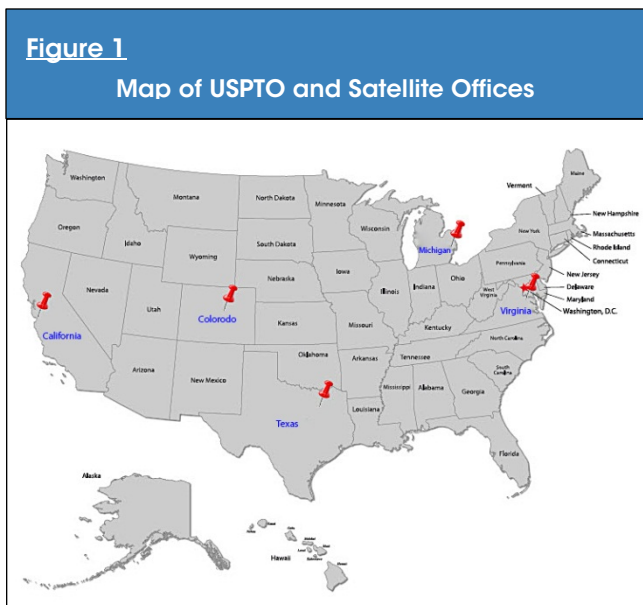 Figure 1
Map of USPTO and Satellite Offices
Washington
Montana
North Dakota
Minnesota
Maine
Vermont
New Hampshire
Massachusetts
Rhode Island
Connecticut
New York
Oregon
Idaho
Wyoming
South Dakota
Wisconsin
Michigan
Pennsylvania
New Jersey
Delaware
Maryland
Washington, D.C.
Nevada
Utah
Colorodo
Nebraska
Iowa
Illinois
Indiana
Ohio
West
Virginia
Virginia
California
Kansas
Missouri
Kentucky
North Carolina
Arizona
New Mexico
Oklahoma
Arkansas
Tennessee
South
Carolina
Texas
Louisiana
Mississippi
Alabama
Georgia
Florida
Alaska
Hawaii